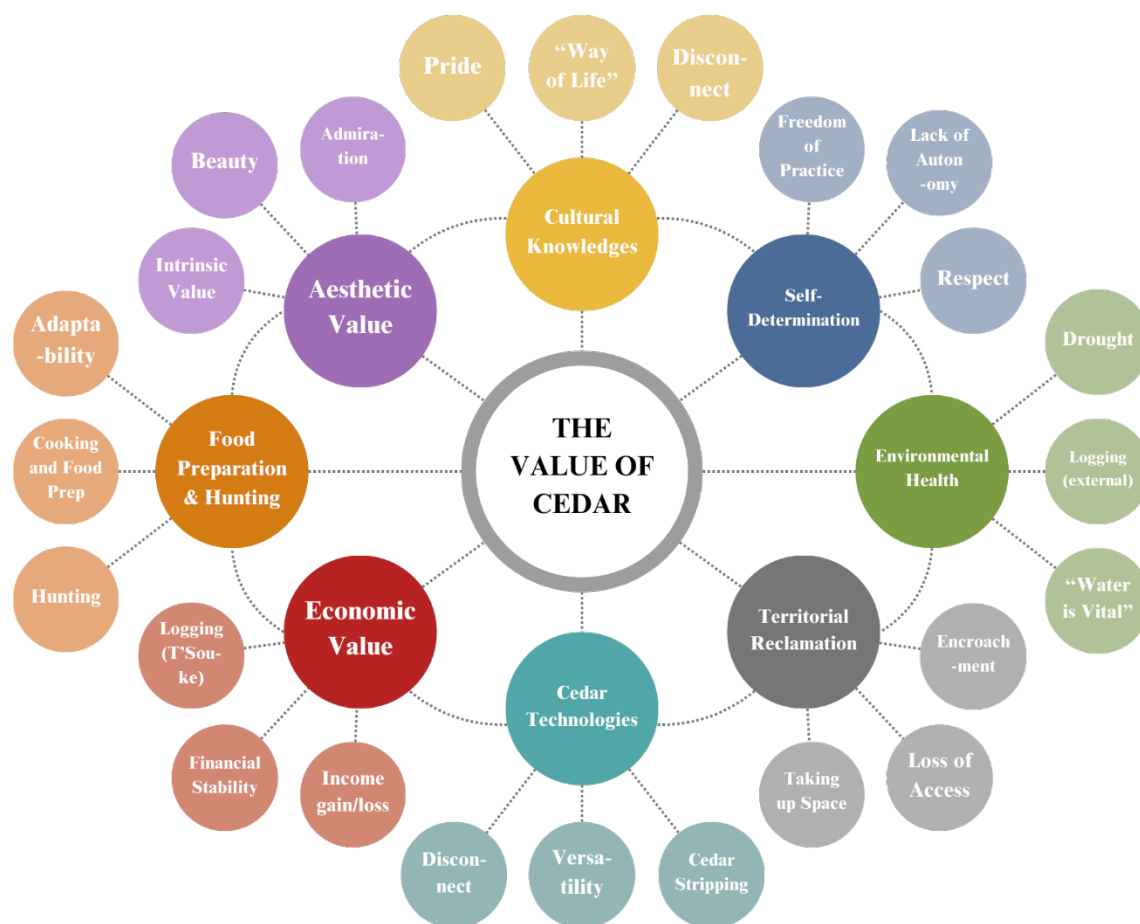 Pride
“Way
of Life”
Discon-
nect
Admira-
tion
Beauty
Intrinsic
Value
Aesthetic
Value
Cultural
Knowledges
Freedom
of
Practice
Lack of
Auton
-omy
Respect
Self-
Determination
Adapta
-bility
Cooking
and Food
Prep
Hunting
Food
Preparation
& Hunting
THE
VALUE OF
CEDAR
Environmental
Health
Drought
Logging
(external)
“Water
is Vital”
Economic
Value
Logging
(T’Sou-
ke)
Financial
Stability
Income
gain/loss
Cedar
Technologies
Discon-
nect
Versa-
tility
Cedar
Stripping
Territorial
Reclamation
Encroach
-ment
Loss of
Access
Taking
up Space